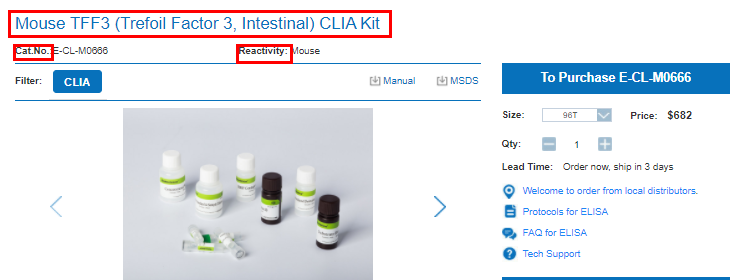 Mouse TFF3 (Trefoil Factor 3, Intestinal) CLIA Kit
Cat.No: E-CL-M0666 Reactivity: Mouse
Filter: CLIA Manual MSDS
To Purchase E-CL-M0666
Size: 96T Price: $682
Qty: 1
Lead Time: Order now, ship in 3 days
Welcome to order from local distributors.
Protocols for ELISA
FAQ for ELISA
Tech Support